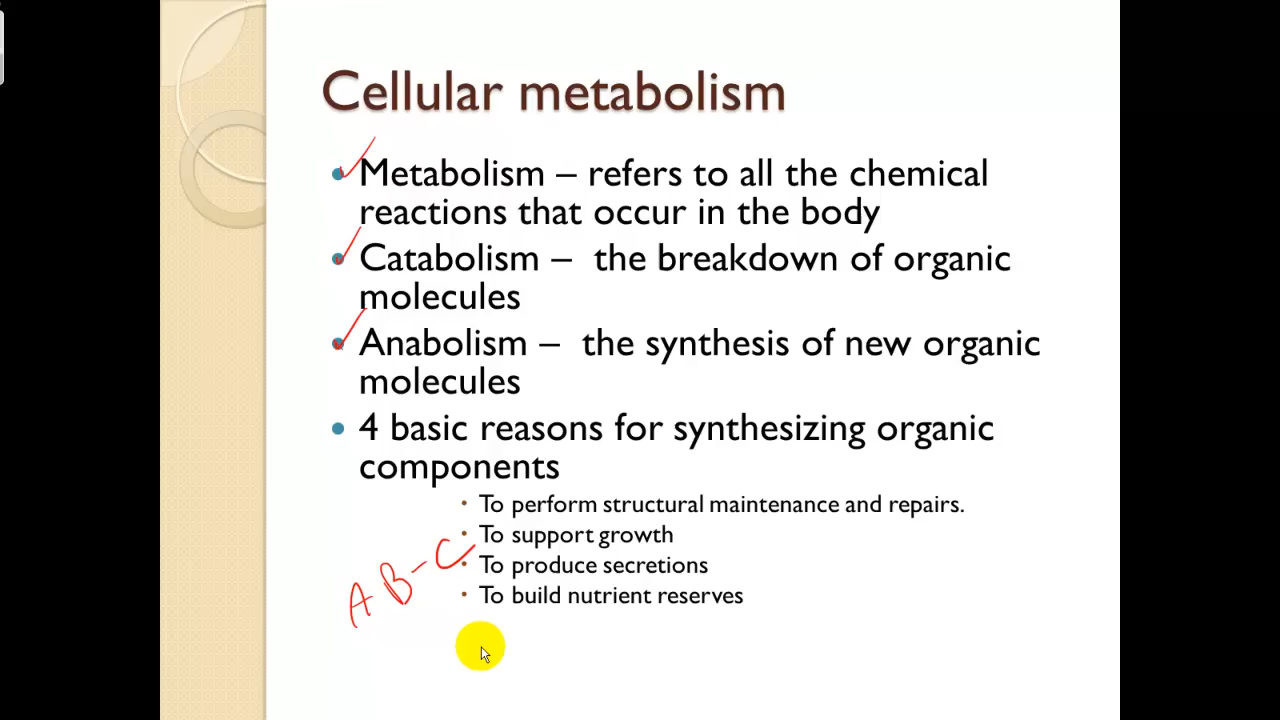 Cellular metabolism
• Metabolism – refers to all the chemical
reactions that occur in the body
• Catabolism – the breakdown of organic
molecules
• Anabolism – the synthesis of new organic
molecules
• 4 basic reasons for synthesizing organic
components
• To perform structural maintenance and repairs.
• To support growth
• To produce secretions
• To build nutrient reserves
A B - C